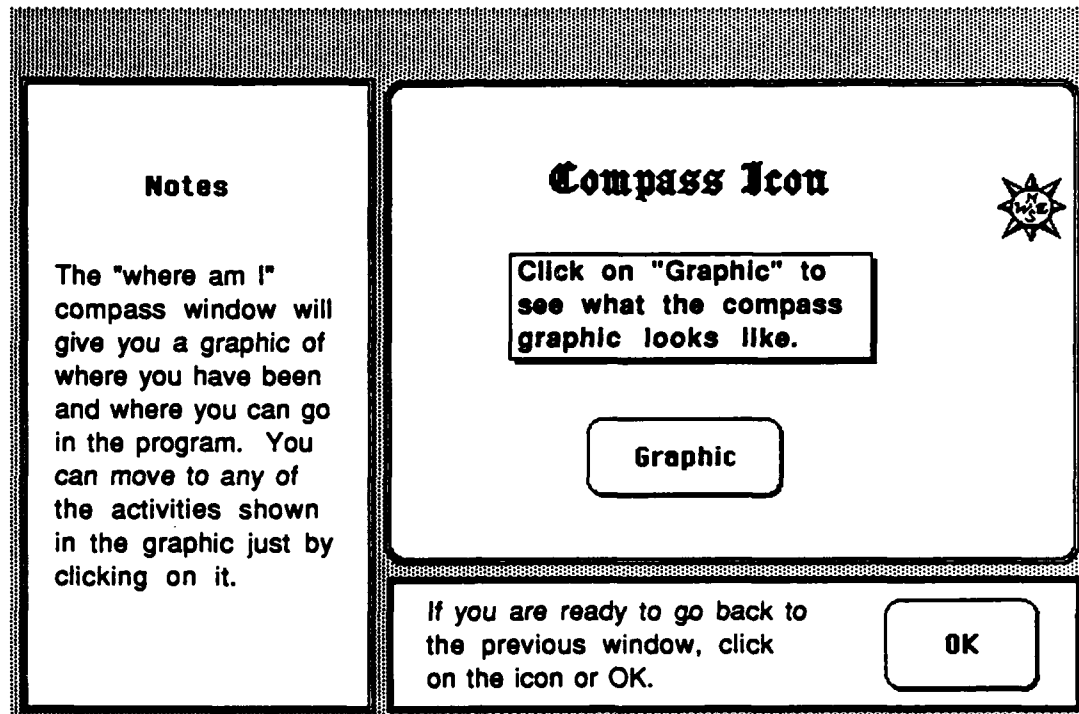 Notes
The "where am I"
compass window will
give you a graphic of
where you have been
and where you can go
in the program. You
can move to any of
the activities shown
in the graphic just by
clicking on it.
Compass Icon
N
W E
S
Click on "Graphic" to
see what the compass
graphic looks like.
Graphic
If you are ready to go back to
the previous window, click
on the icon or OK.
OK